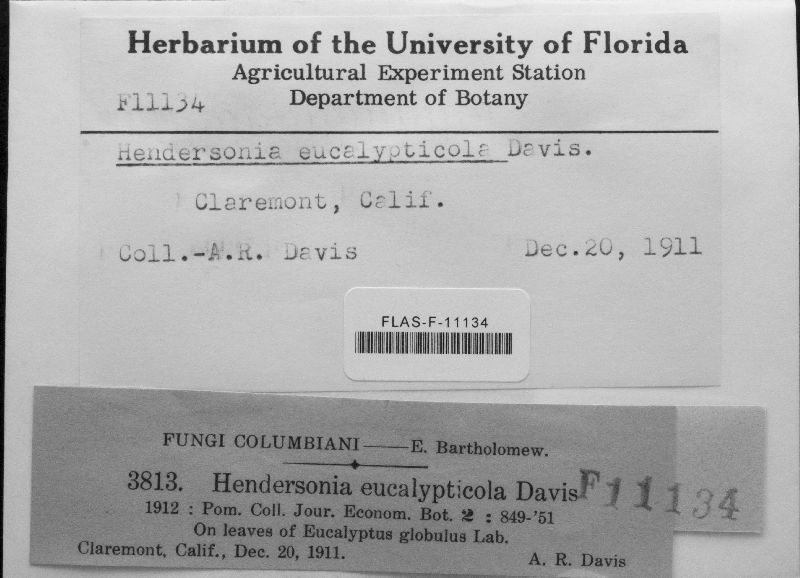 Herbarium of the University of Florida
Agricultural Experiment Station
F11134 Department of Botany
Hendersonia eucalypticola Davis.
Claremont, Calif.
Coll.-A.R. Davis Dec.20, 1911
FLAS-F-11134
FUNGI COLUMBIANI——E. Bartholomew.
3813. Hendersonia eucalypticola Davis F11134
1912 : Pom. Coll. Jour. Econom. Bot. 2 : 849-'51
On leaves of Eucalyptus globulus Lab.
Claremont, Calif., Dec. 20, 1911.
A. R. Davis